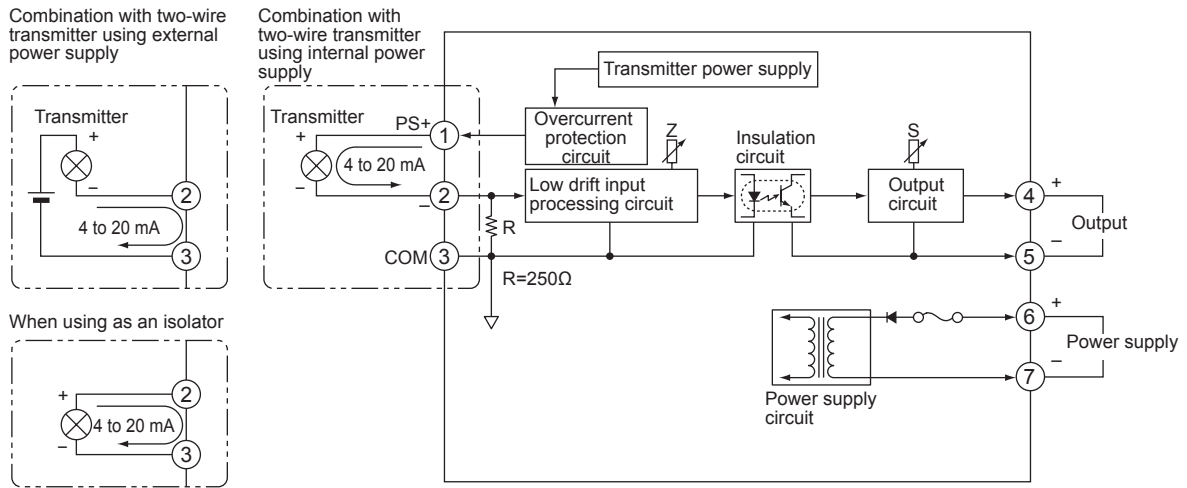 Combination with two-wire
transmitter using external
power supply
Transmitter
+
–
2
4 to 20 mA
3
When using as an isolator
+
2
4 to 20 mA
–
3
Combination with
two-wire transmitter
using internal power
supply
Transmitter
+
–
4 to 20 mA
PS+
1
2
–
COM
3
R
R=250Ω
Transmitter power supply
Overcurrent
protection
circuit
Z
Low drift input
processing circuit
Insulation
circuit
S
Output
circuit
4
+
Output
5
–
6
+
Power supply
7
–
Power supply
circuit